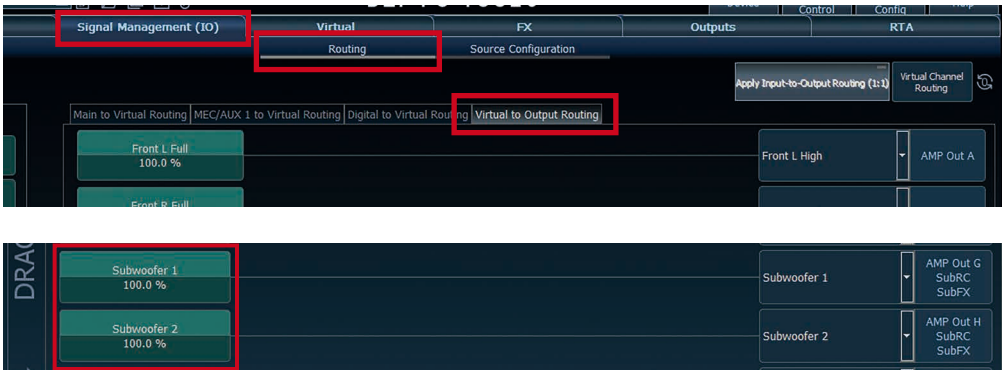 Control
Config
Signal Management (IO)
Virtual
FX
Outputs
RTA
Routing
Source Configuration
Apply Input-to-Output Routing (1:1)
Virtual Channel
Routing
Main to Virtual Routing
MEC/AUX 1 to Virtual Routing
Digital to Virtual Routing
Virtual to Output Routing
Front L Full
100.0 %
Front L High
AMP Out A
Front R Full
DRAG
Subwoofer 1
100.0 %
Subwoofer 1
AMP Out G
SubRC
SubFX
Subwoofer 2
100.0 %
Subwoofer 2
AMP Out H
SubRC
SubFX